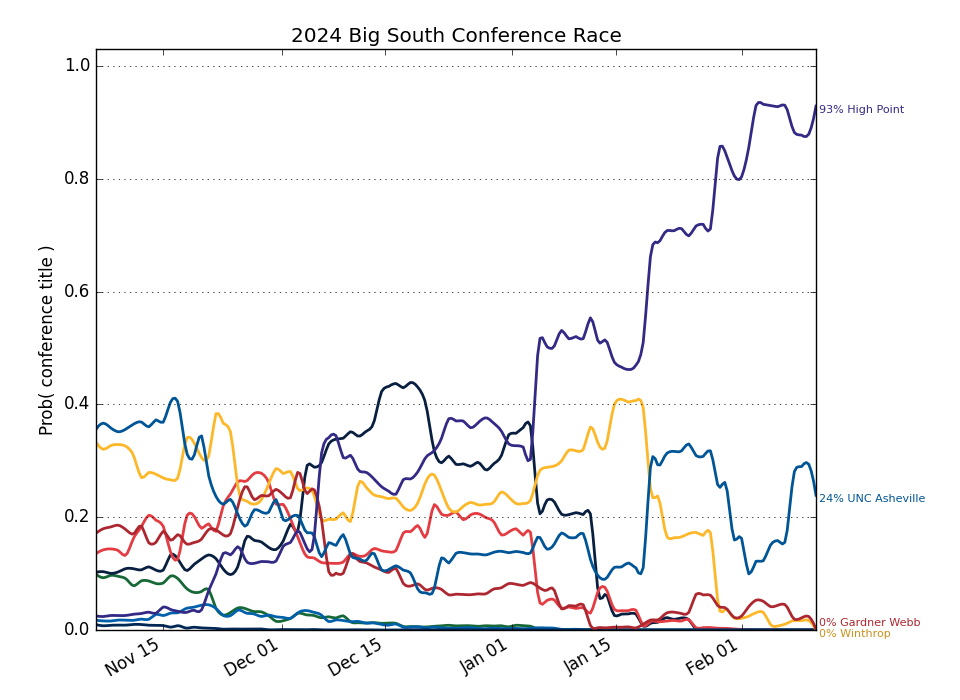 2024 Big South Conference Race
Prob( conference title )
1.0
0.8
0.6
0.4
0.2
0.0
Nov 15
Dec 01
Dec 15
Jan 01
Jan 15
Feb 01
93% High Point
24% UNC Asheville
0% Gardner Webb
0% Winthrop